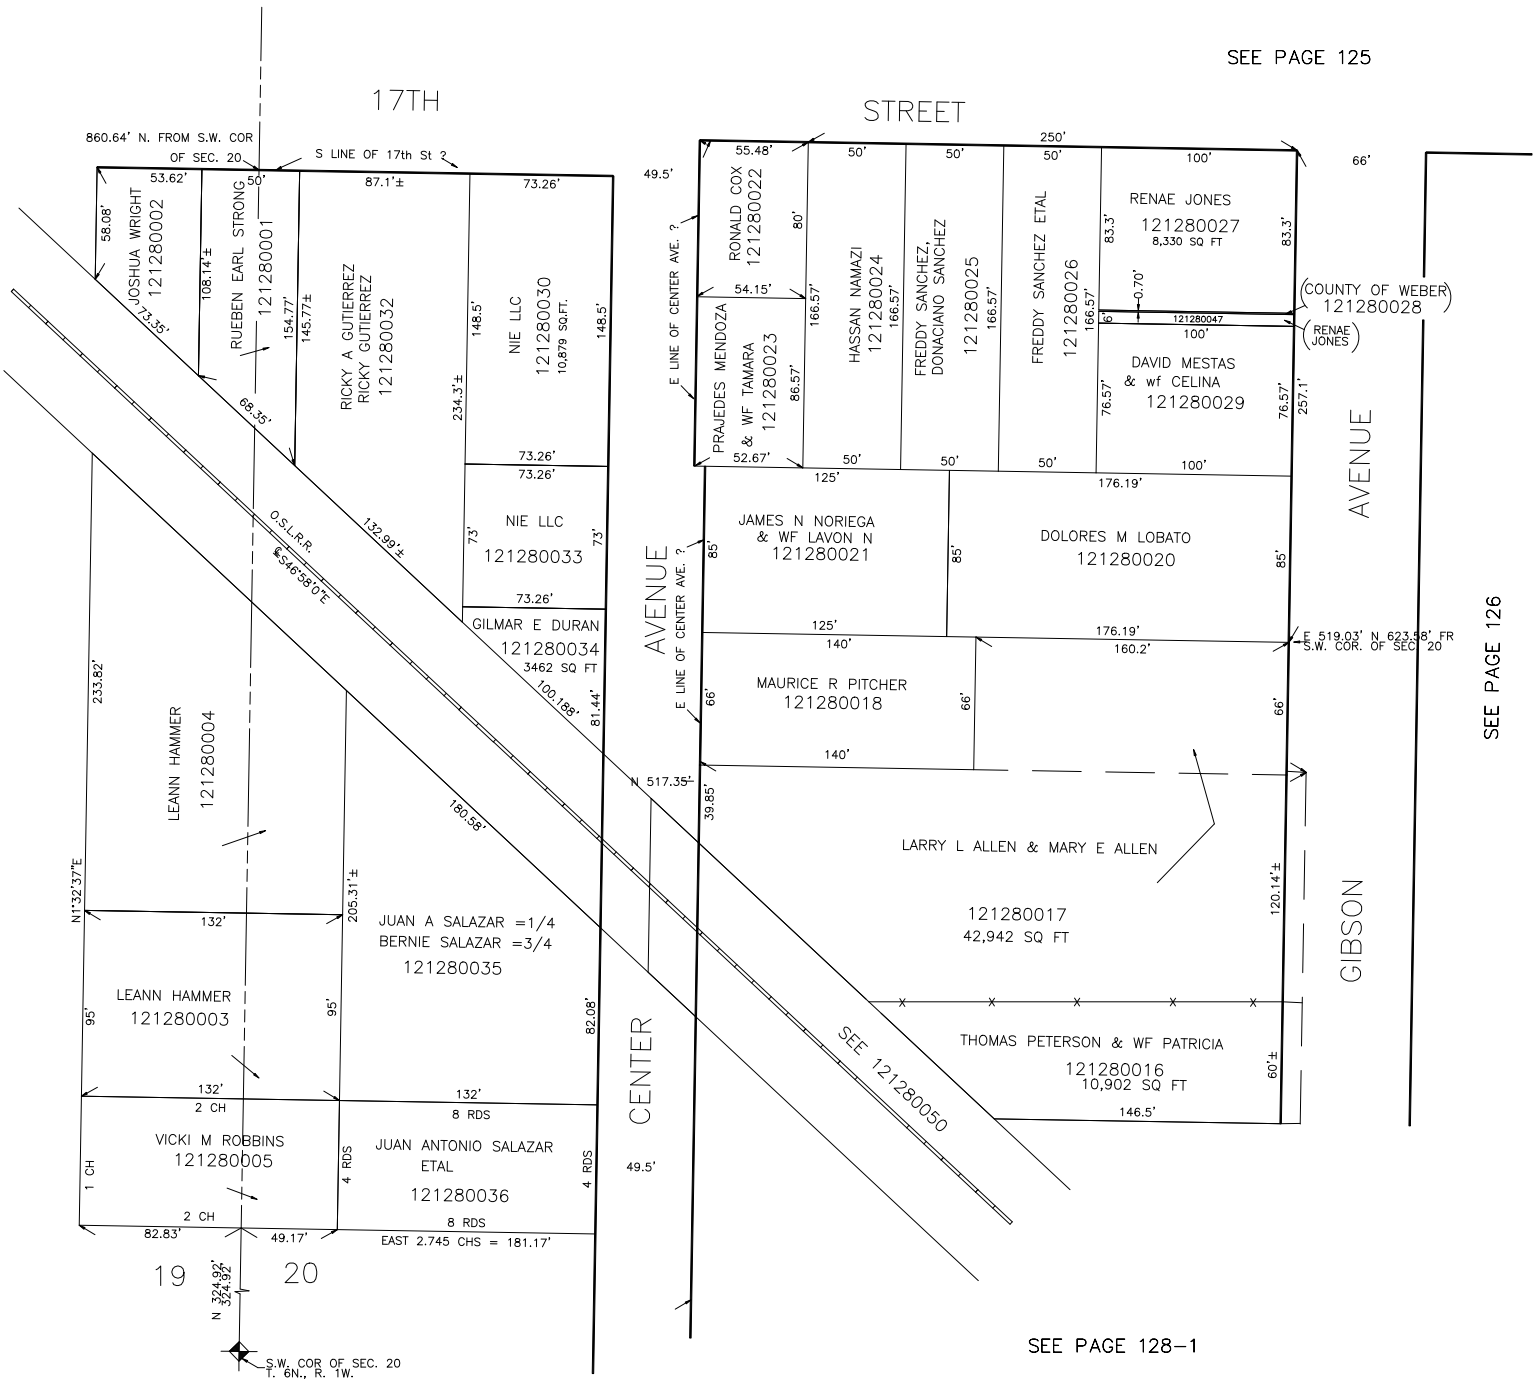 SEE PAGE 125
17TH
STREET
860.64' N. FROM S.W. COR
OF SEC. 20
S LINE OF 17th St ?
53.62'
50'
87.1'±
73.26'
49.5'
55.48'
250'
50'
50'
50'
100'
66'
58.08'
JOSHUA WRIGHT
121280002
73.35'
108.14'±
RUEBEN EARL STRONG
121280001
154.77'
145.77±
68.35'
RICKY A GUTIERREZ
RICKY GUTIERREZ
121280032
234.3'±
148.5'
NIE LLC
121280030
10,879 SQ.FT.
148.5'
73.26'
73.26'
73'
NIE LLC
121280033
73'
73.26'
GILMAR E DURAN
121280034
3462 SQ FT
100.188'
81.44'
132.99'±
O.S.L.R.R.
℄S46°58'0"E
E LINE OF CENTER AVE. ?
RONALD COX
121280022
80'
54.15'
PRAJEDES MENDOZA
& WF TAMARA
121280023
86.57'
52.67'
166.57'
HASSAN NAMAZI
121280024
166.57'
50'
FREDDY SANCHEZ,
DONACIANO SANCHEZ
121280025
166.57'
50'
FREDDY SANCHEZ ETAL
121280026
166.57'
50'
83.3'
RENAE JONES
121280027
8,330 SQ FT
83.3'
0.70'
(COUNTY OF WEBER)
121280028
6'
121280047
100'
(RENAE
JONES)
DAVID MESTAS
& wf CELINA
121280029
76.57'
76.57'
257.1'
100'
125'
176.19'
JAMES N NORIEGA
& WF LAVON N
121280021
85'
85'
DOLORES M LOBATO
121280020
85'
125'
176.19'
AVENUE
AVENUE
E LINE OF CENTER AVE. ?
140'
160.2'
E 519.03' N 623.58' FR
S.W. COR. OF SEC. 20
SEE PAGE 126
MAURICE R PITCHER
121280018
66'
66'
66'
140'
N 517.35'
39.85'
233.82'
LEANN HAMMER
121280004
180.58'
N1°32'37"E
132'
205.31'±
JUAN A SALAZAR =1/4
BERNIE SALAZAR =3/4
121280035
LARRY L ALLEN & MARY E ALLEN
121280017
42,942 SQ FT
120.14'±
GIBSON
LEANN HAMMER
121280003
95'
95'
82.08'
132'
132'
2 CH
8 RDS
SEE 121280050
THOMAS PETERSON & WF PATRICIA
121280016
10,902 SQ FT
60'±
146.5'
CENTER
VICKI M ROBBINS
121280005
1 CH
4 RDS
JUAN ANTONIO SALAZAR
ETAL
121280036
4 RDS
49.5'
2 CH
8 RDS
82.83'
49.17'
EAST 2.745 CHS = 181.17'
19
20
N 324.92'
324.92'
S.W. COR OF SEC. 20
T. 6N., R. 1W.
SEE PAGE 128-1